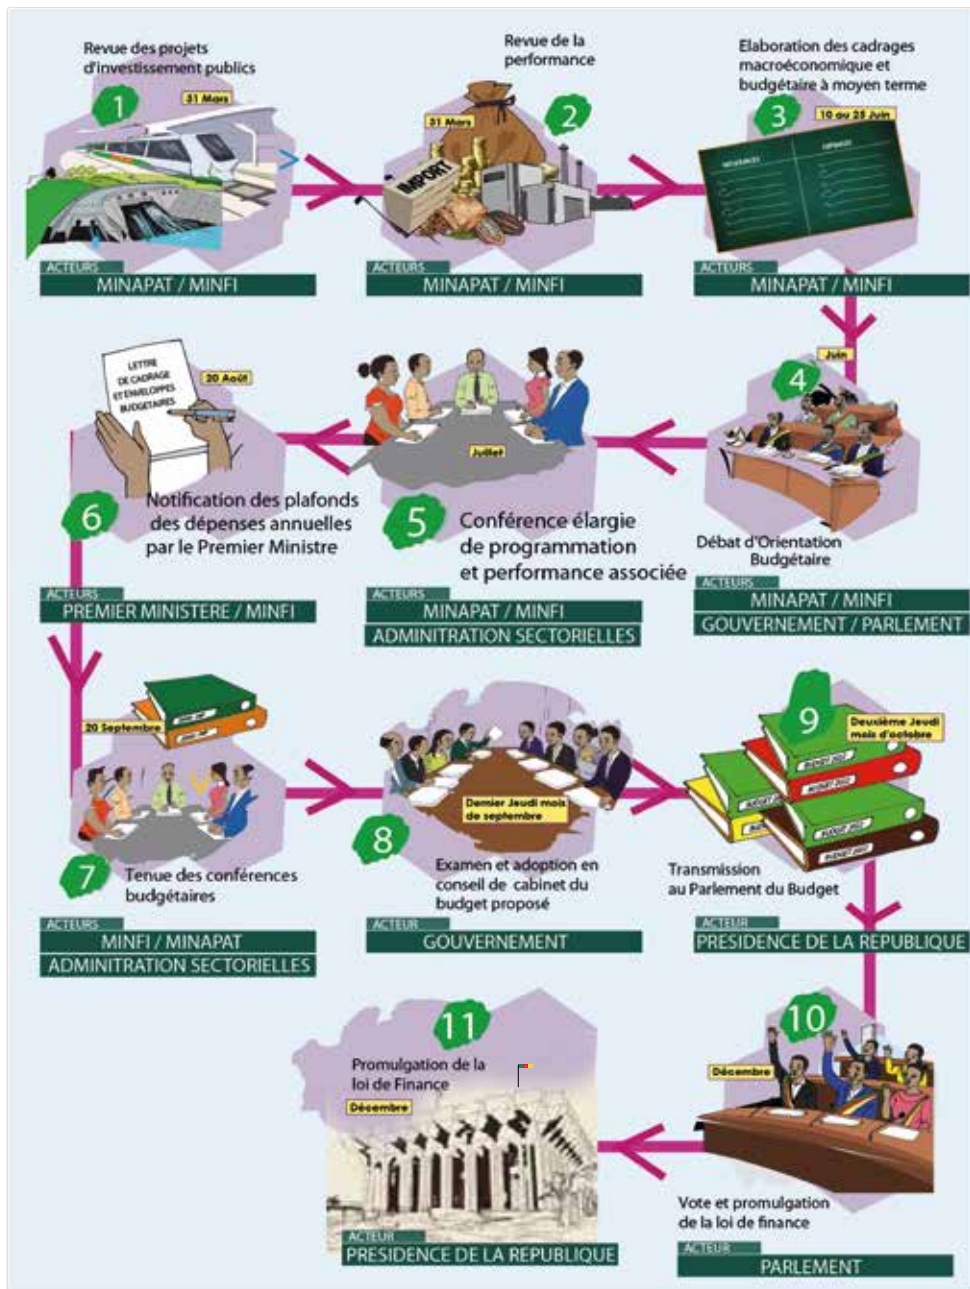 Revue des projets
d'investissement publics
1
31 Mars
ACTEURS
MINAPAT / MINFI
Revue de la
performance
2
31 Mars
IMPORT
ACTEURS
MINAPAT / MINFI
Elaboration des cadrages
macroéconomique et
budgétaire à moyen terme
3
10 au 25 Juin
ACTEURS
MINAPAT / MINFI
4
Juin
Débat d'Orientation
Budgétaire
ACTEURS
MINAPAT / MINFI
GOUVERNEMENT / PARLEMENT
Juillet
5
Conférence élargie
de programmation
et performance associée
ACTEURS
MINAPAT / MINFI
ADMINITRATION SECTORIELLES
LETTRE
DE CADRAGE
ET ENVELOPPES
BUDGETAIRES
20 Août
6
Notification des plafonds
des dépenses annuelles
par le Premier Ministre
ACTEURS
PREMIER MINISTERE / MINFI
20 Septembre
7
Tenue des conférences
budgétaires
ACTEURS
MINFI / MINAPAT
ADMINITRATION SECTORIELLES
Dernier Jeudi mois
de septembre
8
Examen et adoption en
conseil de cabinet du
budget proposé
ACTEUR
GOUVERNEMENT
9
Deuxième Jeudi
mois d'octobre
Transmission
au Parlement du Budget
ACTEUR
PRESIDENCE DE LA REPUBLIQUE
10
Décembre
Vote et promulgation
de la loi de finance
ACTEUR
PARLEMENT
11
Promulgation de la
loi de Finance
Décembre
ACTEUR
PRESIDENCE DE LA REPUBLIQUE